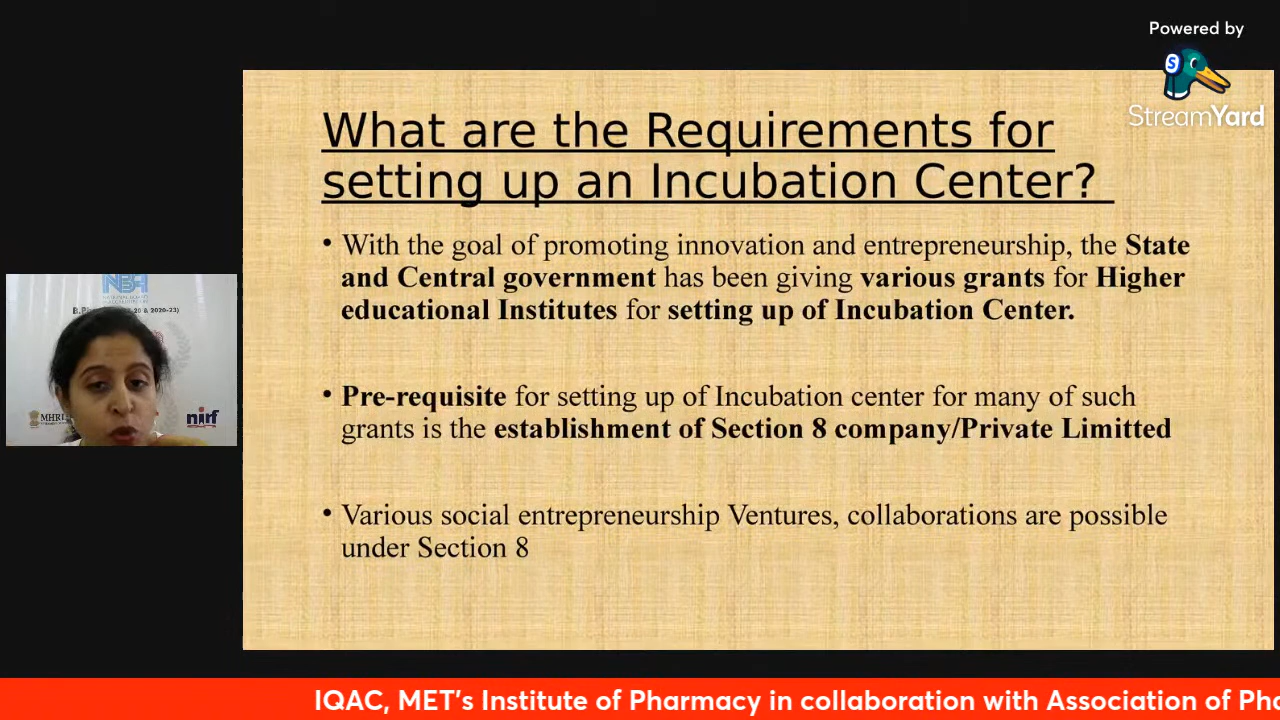 Powered by
StreamYard
What are the Requirements for
setting up an Incubation Center?
• With the goal of promoting innovation and entrepreneurship, the State
and Central government has been giving various grants for Higher
educational Institutes for setting up of Incubation Center.
• Pre-requisite for setting up of Incubation center for many of such
grants is the establishment of Section 8 company/Private Limitted
• Various social entrepreneurship Ventures, collaborations are possible
under Section 8
nirf
IQAC, MET's Institute of Pharmacy in collaboration with Association of